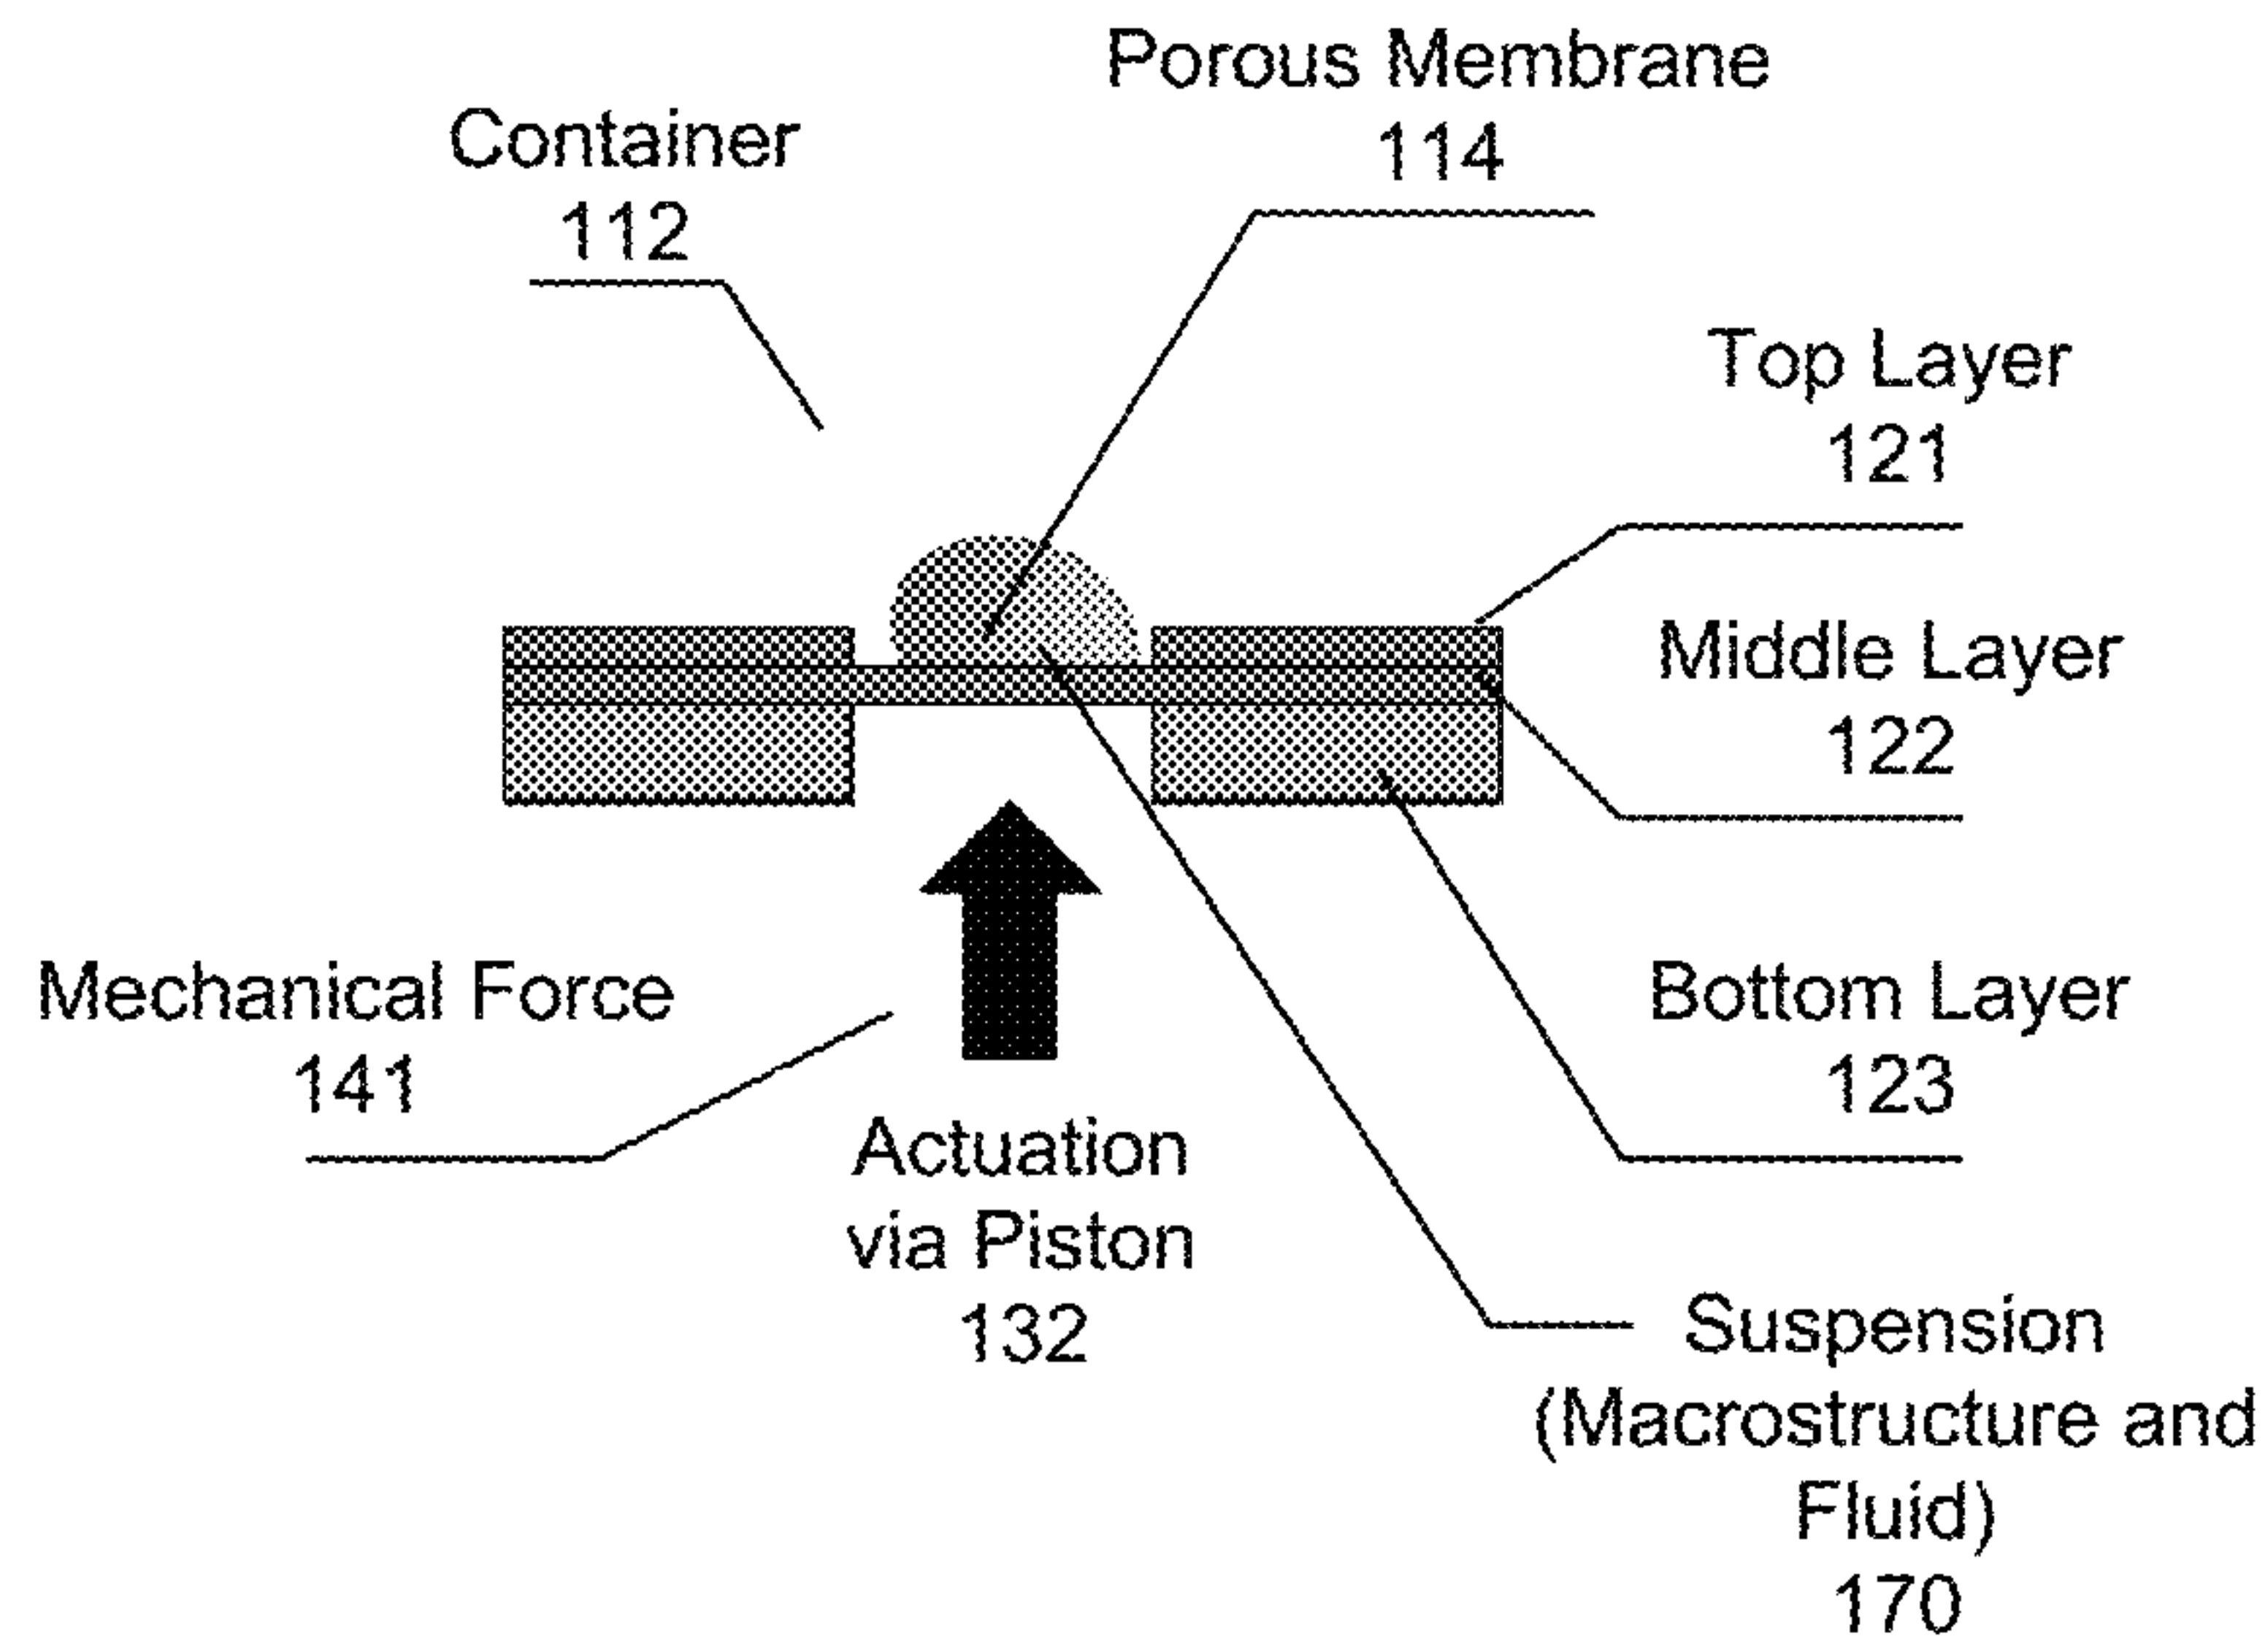 Porous Membrane
114
Container
112
Top Layer
121
Middle Layer
122
Mechanical Force
141
Bottom Layer
123
Actuation
via Piston
132
Suspension
(Macrostructure and
Fluid)
170